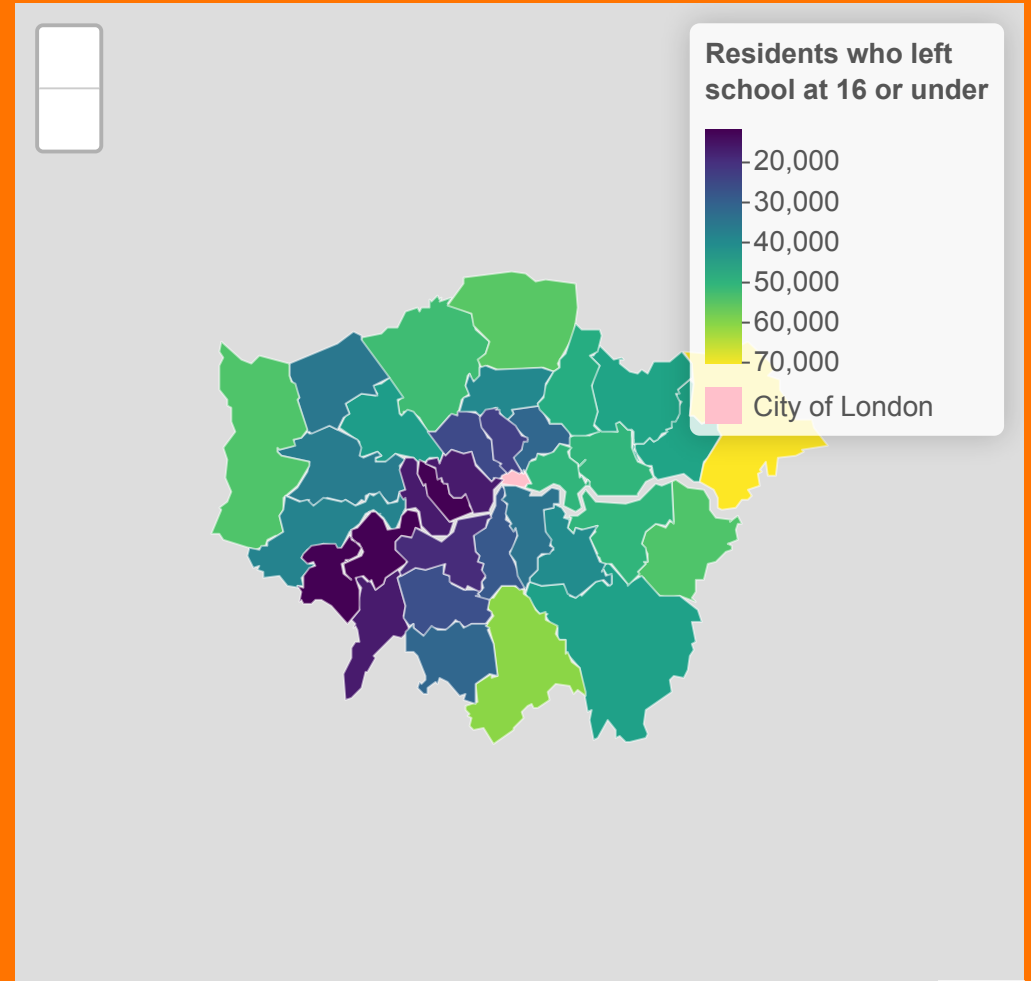 Residents who left
school at 16 or under
20,000
30,000
40,000
50,000
60,000
70,000
City of London